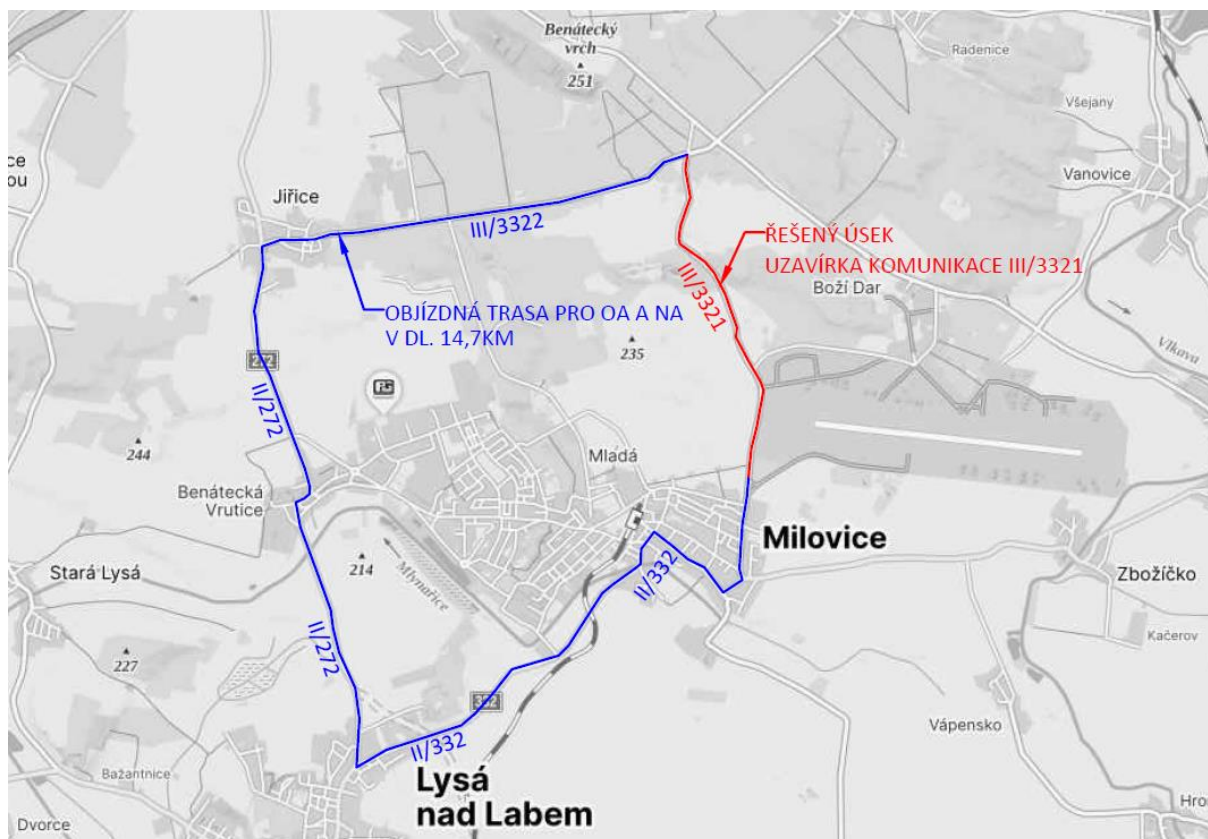 Benátecký
vrch
251
Radenice
Všejany
Vanovice
ce
ou
Jiřice
III/3322
ŘEŠENÝ ÚSEK
UZAVÍRKA KOMUNIKACE III/3321
III/3321
Boží Dar
OBJÍZDNÁ TRASA PRO OA A NA
V DL. 14,7KM
235
Vlkava
II/272
244
Mladá
Benátecká
Vrutice
Milovice
Stará Lysá
214
Mlynařice
II/332
Zbožíčko
Kačerov
II/272
227
Vápensko
II/332
Bažantnice
Lysá
nad Labem
Hro
Dvorce